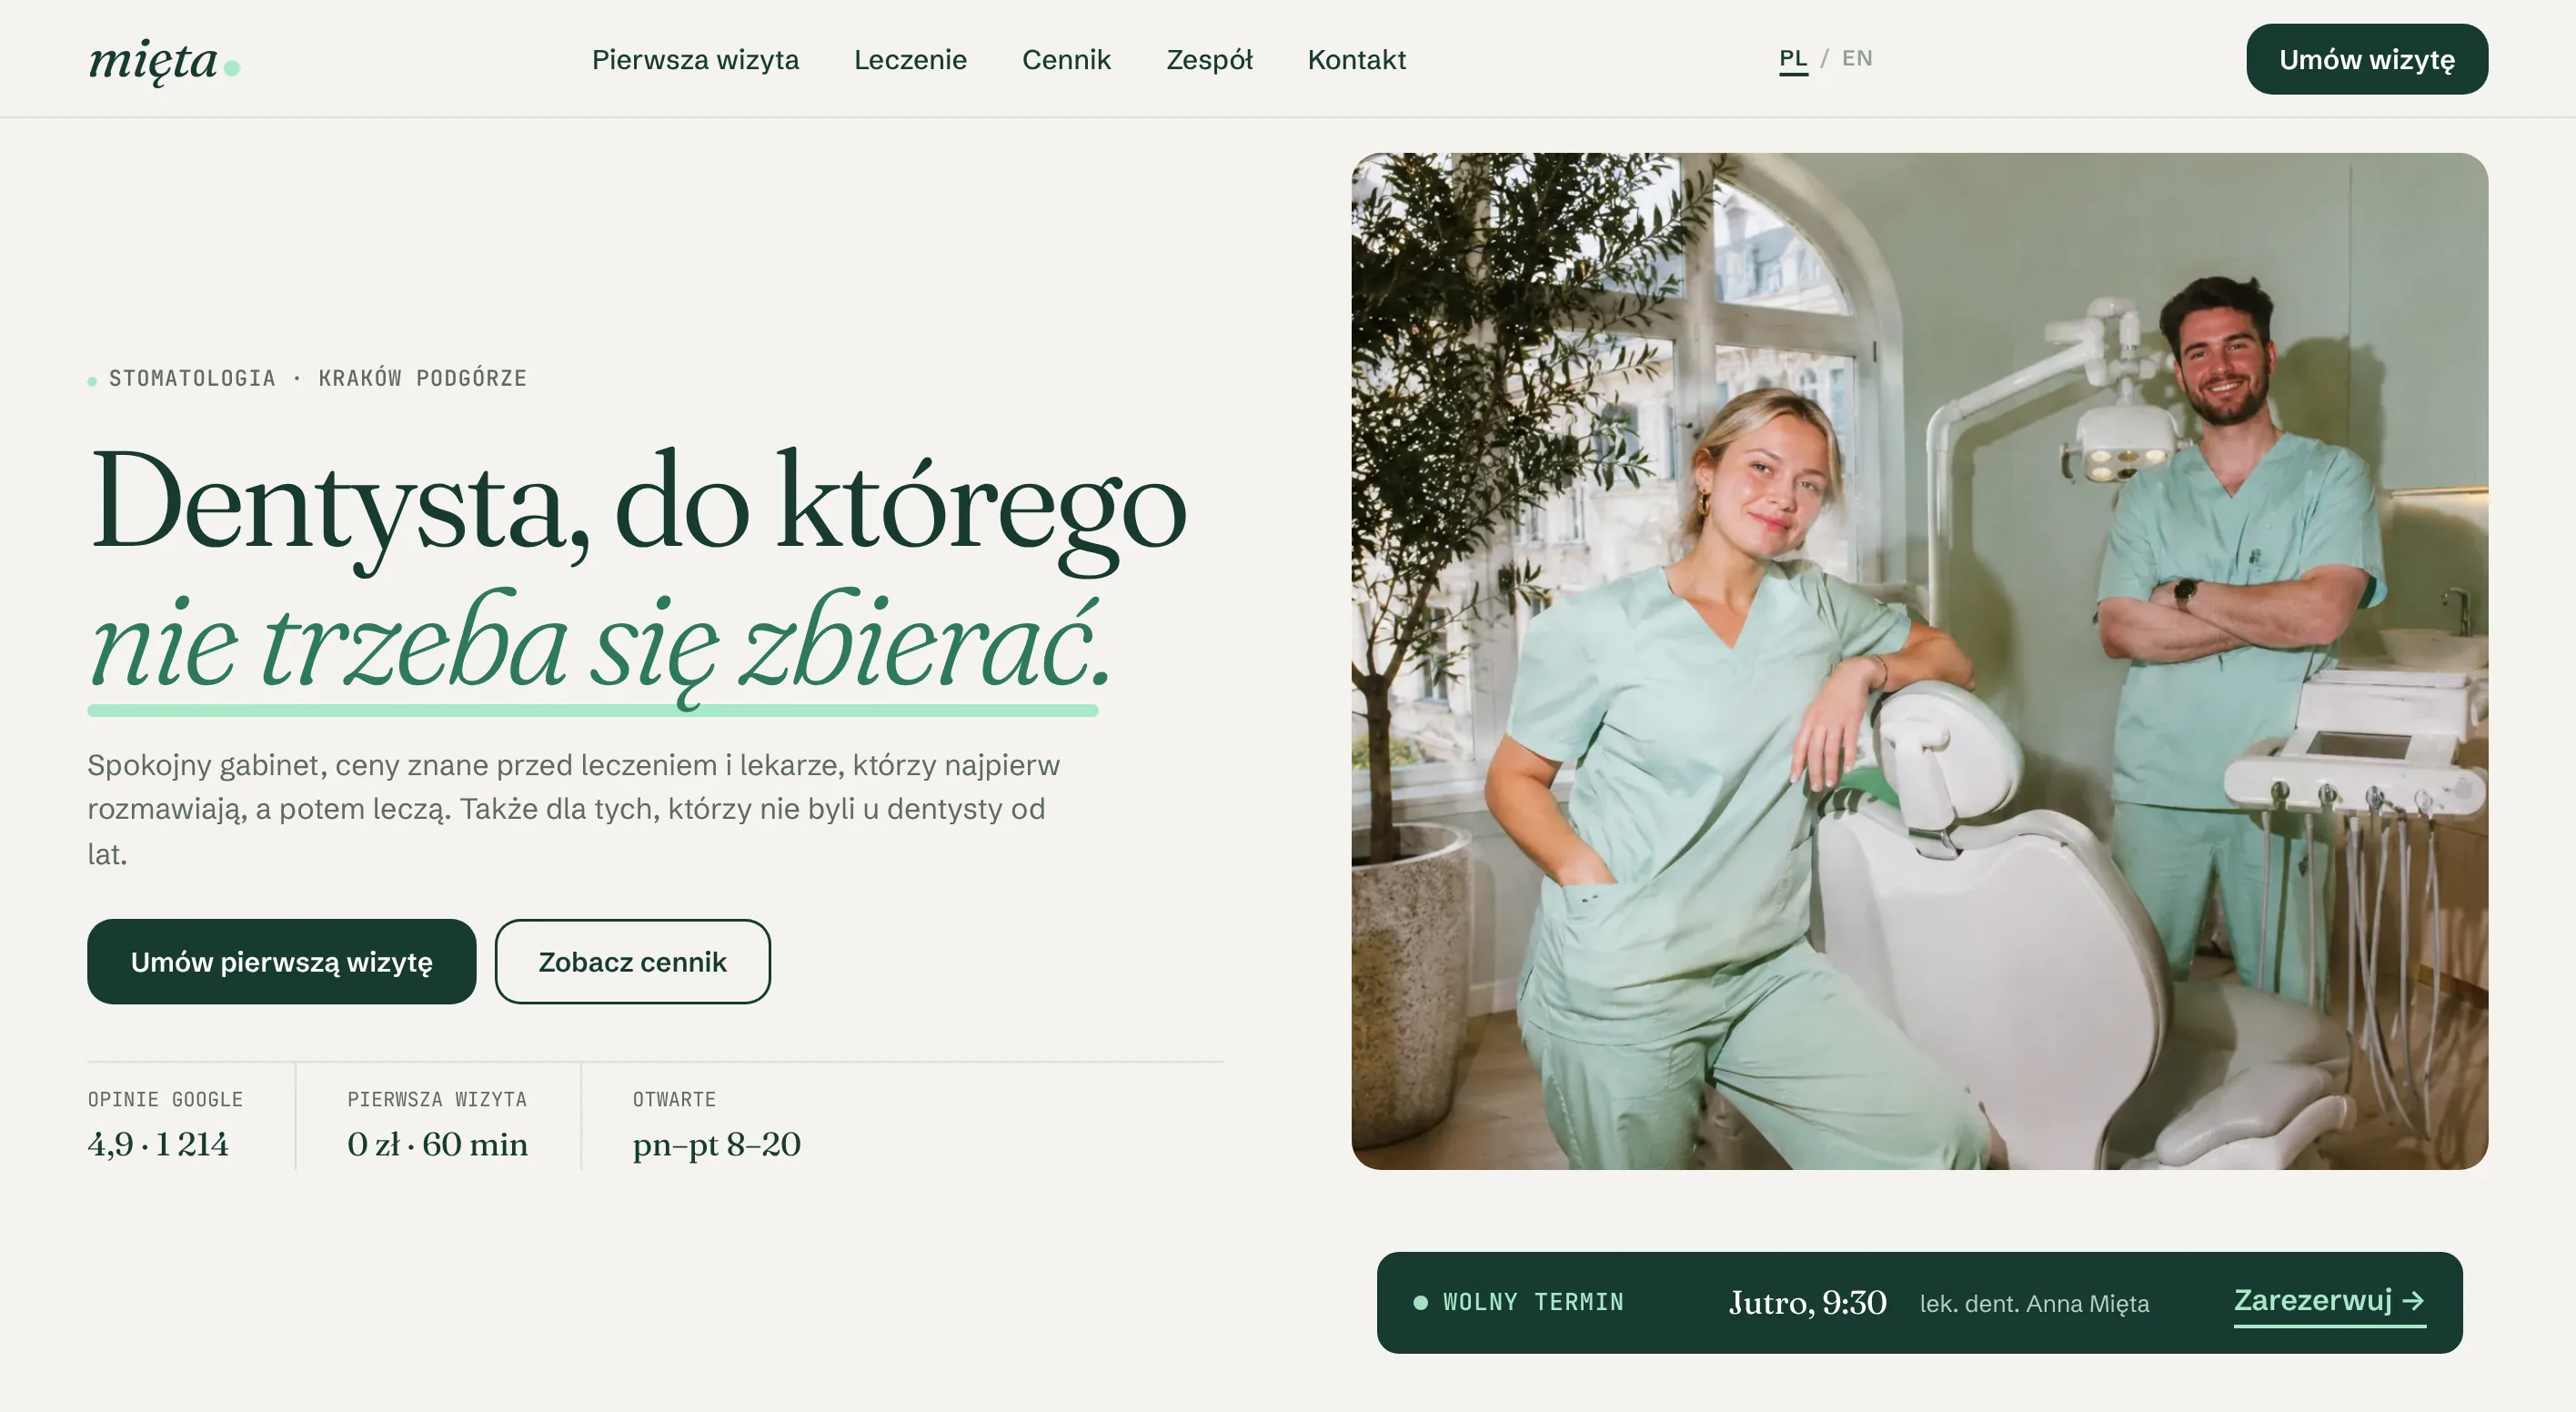 mięta
Pierwsza wizyta
Leczenie
Cennik
Zespół
Kontakt
PL / EN
Umów wizytę
STOMATOLOGIA · KRAKÓW PODGÓRZE
Dentysta, do którego
nie trzeba się zbierać.
Spokojny gabinet, ceny znane przed leczeniem i lekarze, którzy najpierw
rozmawiają, a potem leczą. Także dla tych, którzy nie byli u dentysty od
lat.
Umów pierwszą wizytę
Zobacz cennik
OPINIE GOOGLE
4,9 · 1 214
PIERWSZA WIZYTA
0 zł · 60 min
OTWARTE
pn–pt 8–20
WOLNY TERMIN
Jutro, 9:30
lek. dent. Anna Mięta
Zarezerwuj →